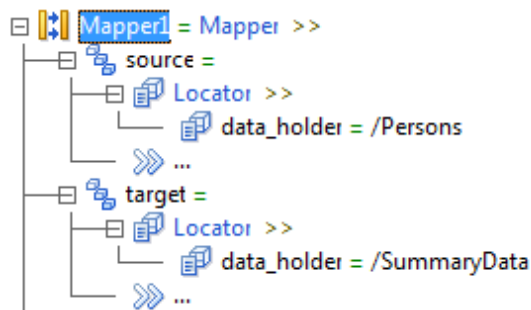 Mapper1 = Mapper >>
source =
Locator >>
data_holder = /Persons
...
target =
Locator >>
data_holder = /SummaryData
...